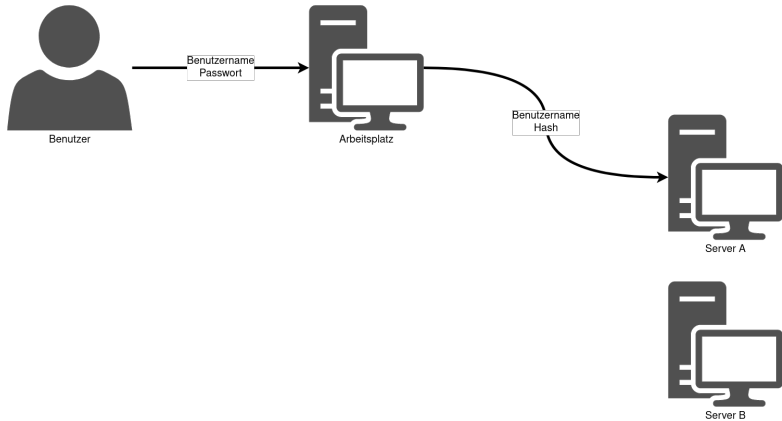 Benutzername
Passwort
Benutzer
Arbeitsplatz
Benutzername
Hash
Server A
Server B